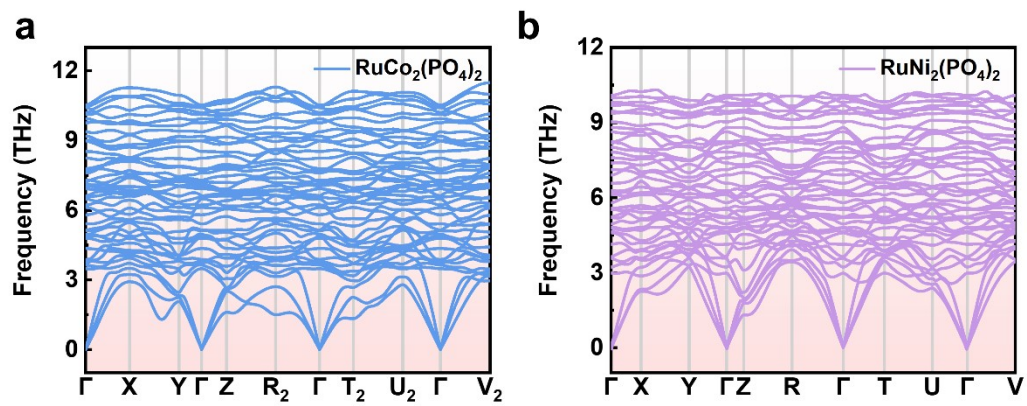 a
b
RuCo₂(PO₄)₂
RuNi₂(PO₄)₂
Frequency (THz)
12
9
6
3
0
Γ X Y Γ Z R₂ Γ T₂ U₂ Γ V₂
Frequency (THz)
12
9
6
3
0
Γ X Y Γ Z R Γ T U Γ V